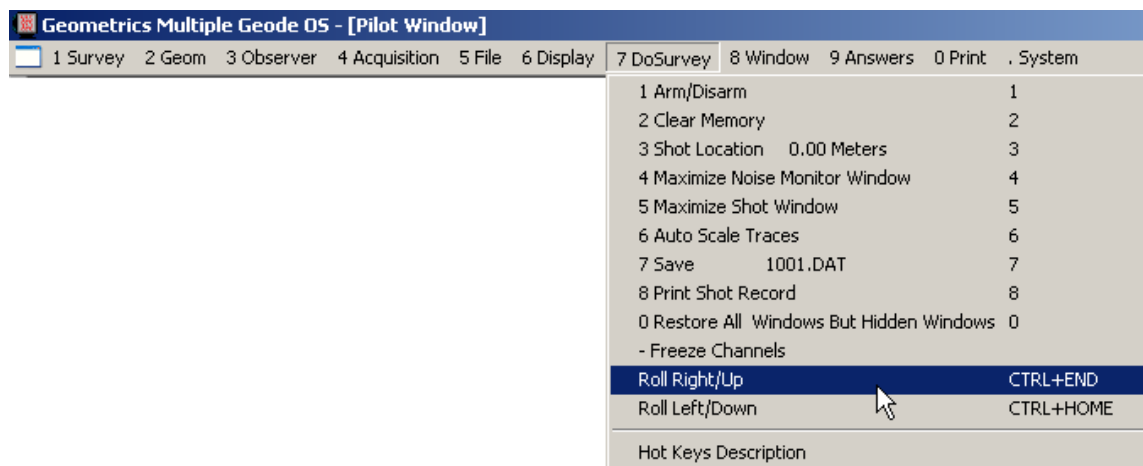 Geometrics Multiple Geode OS - [Pilot Window]
1 Survey 2 Geom 3 Observer 4 Acquisition 5 File 6 Display 7 DoSurvey 8 Window 9 Answers 0 Print . System
1 Arm/Disarm 1
2 Clear Memory 2
3 Shot Location 0.00 Meters 3
4 Maximize Noise Monitor Window 4
5 Maximize Shot Window 5
6 Auto Scale Traces 6
7 Save 1001.DAT 7
8 Print Shot Record 8
0 Restore All Windows But Hidden Windows 0
- Freeze Channels
Roll Right/Up CTRL+END
Roll Left/Down CTRL+HOME
Hot Keys Description